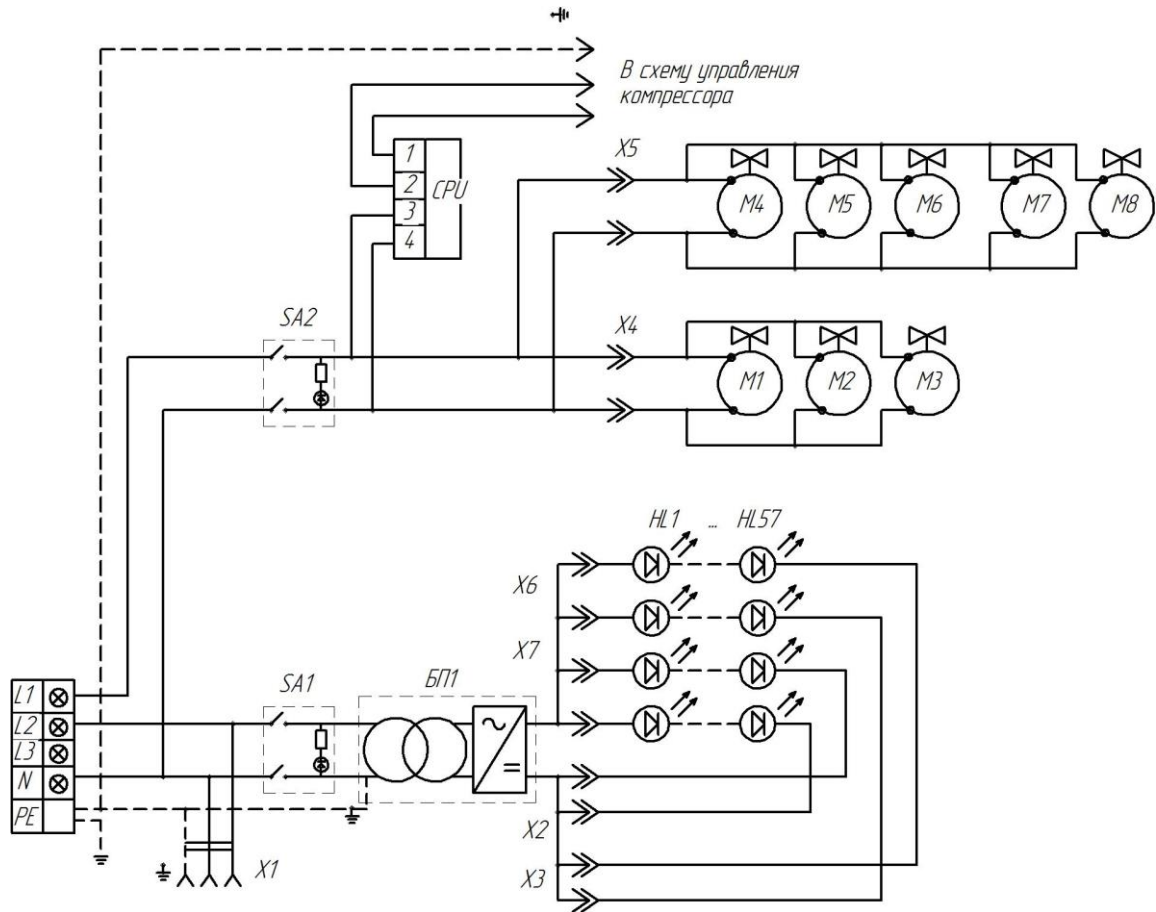 В схему управления
компрессора
1
2
3
4
CPU
X5
M4
M5
M6
M7
M8
SA2
X4
M1
M2
M3
HL1 ... HL57
X6
X7
L1
L2
L3
N
PE
SA1
БП1
X1
X2
X3